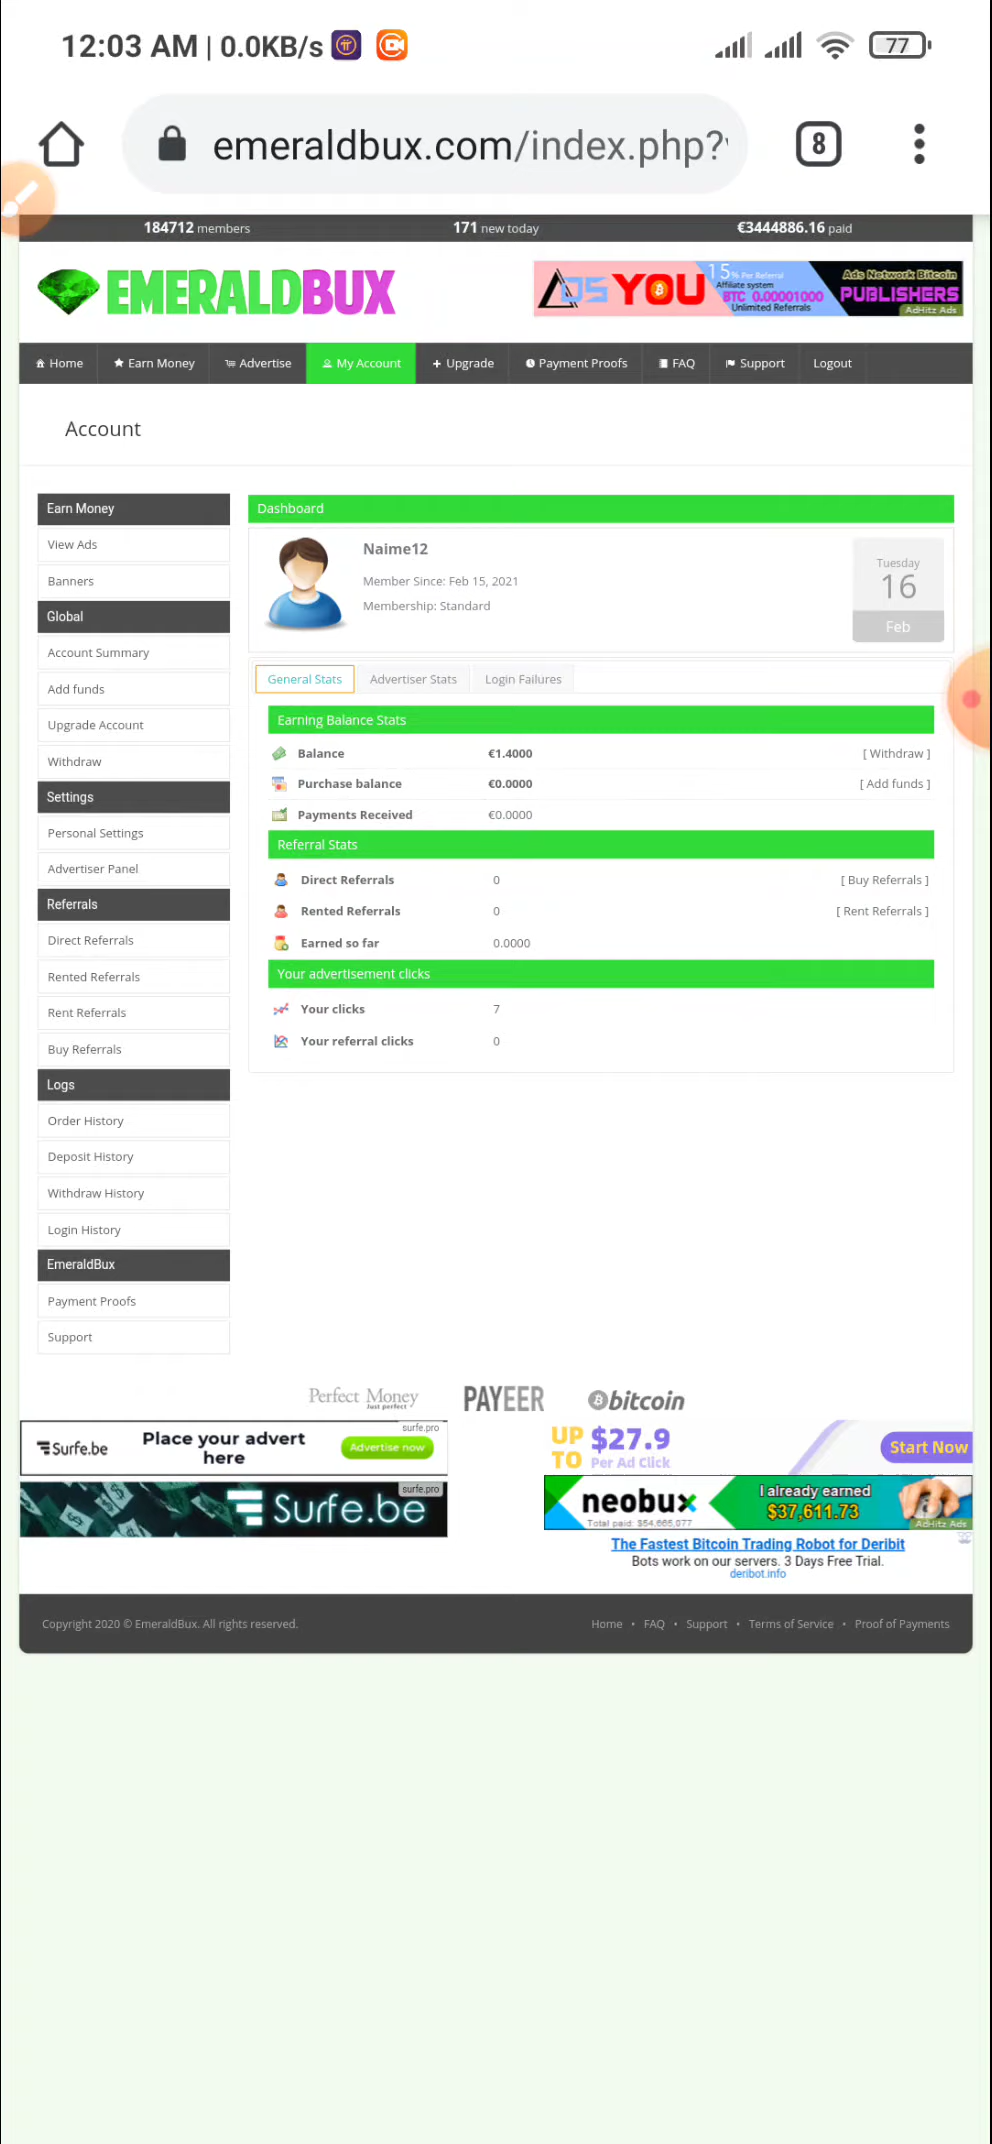 12:03 AM | 0.0KB/s
77
emeraldbux.com/index.php?
8
184712 members 171 new today €3444886.16 paid
EMERALDBUX
ADS YOU 15% Per Referral Affiliate system BTC 0.00001000 Unlimited Referrals Ads Network Bitcoin PUBLISHERS AdHitz Ads
Home Earn Money Advertise My Account Upgrade Payment Proofs FAQ Support Logout
Account
Earn Money
View Ads
Banners
Global
Account Summary
Add funds
Upgrade Account
Withdraw
Settings
Personal Settings
Advertiser Panel
Referrals
Direct Referrals
Rented Referrals
Rent Referrals
Buy Referrals
Logs
Order History
Deposit History
Withdraw History
Login History
EmeraldBux
Payment Proofs
Support
Dashboard
Naime12
Member Since: Feb 15, 2021
Membership: Standard
Tuesday
16
Feb
General Stats Advertiser Stats Login Failures
Earning Balance Stats
Balance €1.4000 [ Withdraw ]
Purchase balance €0.0000 [ Add funds ]
Payments Received €0.0000
Referral Stats
Direct Referrals 0 [ Buy Referrals ]
Rented Referrals 0 [ Rent Referrals ]
Earned so far 0.0000
Your advertisement clicks
Your clicks 7
Your referral clicks 0
Perfect Money Just perfect PAYEER bitcoin
Surfe.be Place your advert here Advertise now surfe.pro
UP TO $27.9 Per Ad Click Start Now
Surfe.be surfe.pro
neobux Total paid: $54,665,077 I already earned $37,611.73 AdHitz Ads
The Fastest Bitcoin Trading Robot for Deribit
Bots work on our servers. 3 Days Free Trial.
deribot.info
Copyright 2020 © EmeraldBux. All rights reserved. Home • FAQ • Support • Terms of Service • Proof of Payments